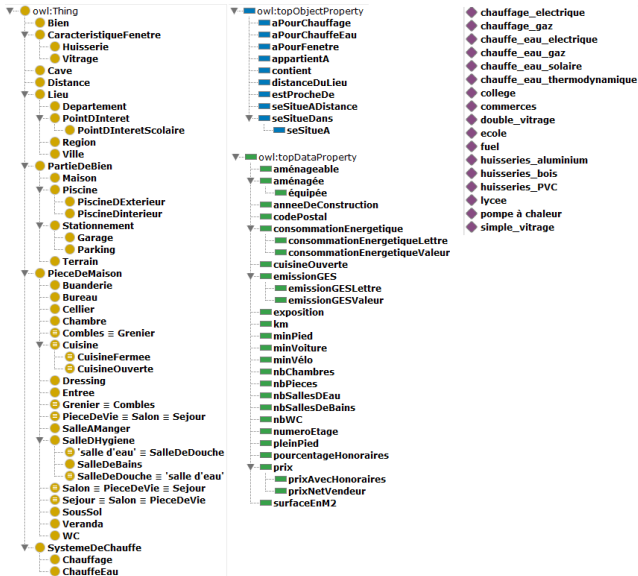 owl:Thing
Bien
CaracteristiqueFenetre
Huisserie
Vitrage
Cave
Distance
Lieu
Departement
PointDInteret
PointDInteretScolaire
Region
Ville
PartieDeBien
Maison
Piscine
PiscineDExterieur
PiscineDinterieur
Stationnement
Garage
Parking
Terrain
PieceDeMaison
Buanderie
Bureau
Cellier
Chambre
Combles ≡ Grenier
Cuisine
CuisineFermee
CuisineOuverte
Dressing
Entree
Grenier ≡ Combles
PieceDeVie ≡ Salon ≡ Sejour
SalleAManger
SalleDHygiene
'salle d'eau' ≡ SalleDeDouche
SalleDeBains
SalleDeDouche ≡ 'salle d'eau'
Salon ≡ PieceDeVie ≡ Sejour
Sejour ≡ Salon ≡ PieceDeVie
SousSol
Veranda
WC
SystemeDeChauffe
Chauffage
ChauffeEau
owl:topObjectProperty
aPourChauffage
aPourChauffeEau
aPourFenetre
appartientA
contient
distanceDuLieu
estProcheDe
seSitueADistance
seSitueDans
seSitueA
owl:topDataProperty
aménageable
aménagée
équipée
anneeDeConstruction
codePostal
consommationEnergetique
consommationEnergetiqueLettre
consommationEnergetiqueValeur
cuisineOuverte
emissionGES
emissionGESLettre
emissionGESValeur
exposition
km
minPied
minVoiture
minVélo
nbChambres
nbPieces
nbSallesDEau
nbSallesDeBains
nbWC
numeroEtage
pleinPied
pourcentageHonoraires
prix
prixAvecHonoraires
prixNetVendeur
surfaceEnM2
chauffage_electrique
chauffage_gaz
chauffe_eau_electrique
chauffe_eau_gaz
chauffe_eau_solaire
chauffe_eau_thermodynamique
college
commerces
double_vitrage
ecole
fuel
huisseries_aluminium
huisseries_bois
huisseries_PVC
lycee
pompe à chaleur
simple_vitrage